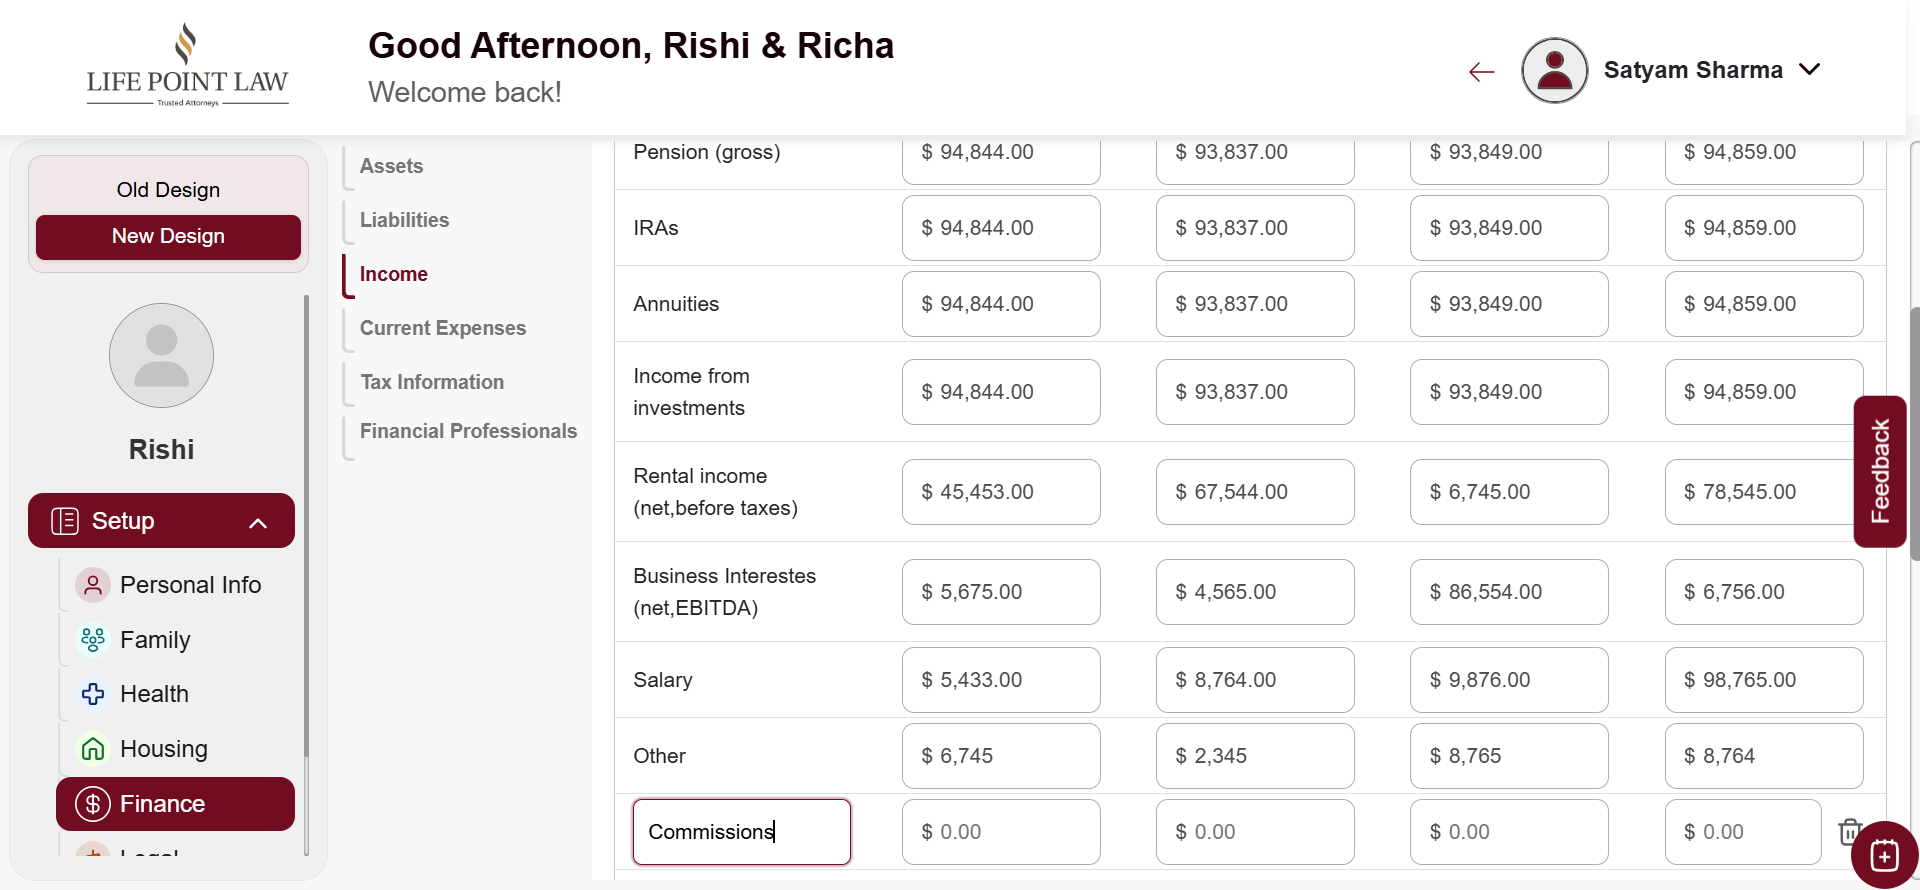 LIFE POINT LAW
Trusted Attorneys
Good Afternoon, Rishi & Richa
Welcome back!
Satyam Sharma
Old Design
New Design
Rishi
Setup
Personal Info
Family
Health
Housing
Finance
Assets
Liabilities
Income
Current Expenses
Tax Information
Financial Professionals
Pension (gross) $ 94,844.00 $ 93,837.00 $ 93,849.00 $ 94,859.00
IRAs $ 94,844.00 $ 93,837.00 $ 93,849.00 $ 94,859.00
Annuities $ 94,844.00 $ 93,837.00 $ 93,849.00 $ 94,859.00
Income from
investments $ 94,844.00 $ 93,837.00 $ 93,849.00 $ 94,859.00
Rental income
(net,before taxes) $ 45,453.00 $ 67,544.00 $ 6,745.00 $ 78,545.00
Business Interestes
(net,EBITDA) $ 5,675.00 $ 4,565.00 $ 86,554.00 $ 6,756.00
Salary $ 5,433.00 $ 8,764.00 $ 9,876.00 $ 98,765.00
Other $ 6,745 $ 2,345 $ 8,765 $ 8,764
Commissions $ 0.00 $ 0.00 $ 0.00 $ 0.00
Feedback